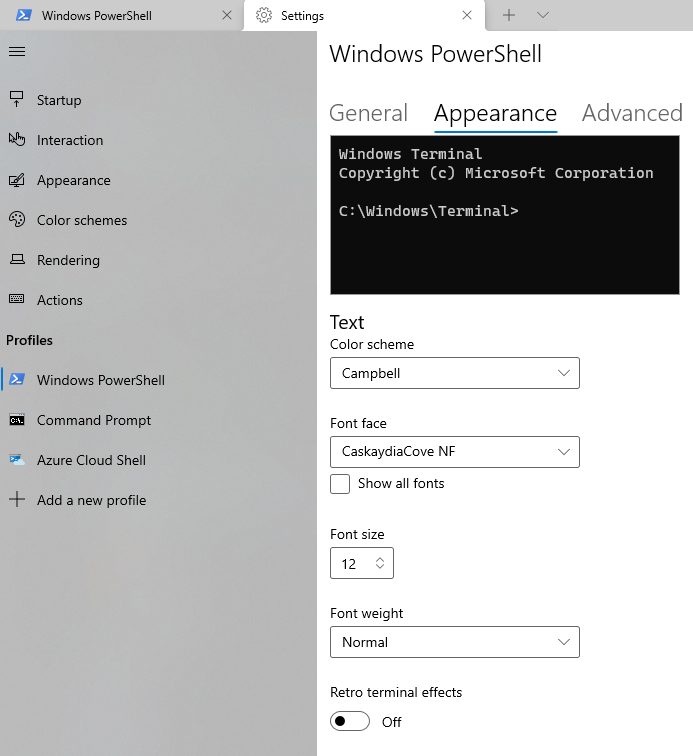 Windows PowerShell
Settings
Startup
Interaction
Appearance
Color schemes
Rendering
Actions
Profiles
Windows PowerShell
Command Prompt
Azure Cloud Shell
Add a new profile
Windows PowerShell
General Appearance Advanced
Windows Terminal
Copyright (c) Microsoft Corporation
C:\Windows\Terminal>
Text
Color scheme
Campbell
Font face
CaskaydiaCove NF
Show all fonts
Font size
12
Font weight
Normal
Retro terminal effects
Off